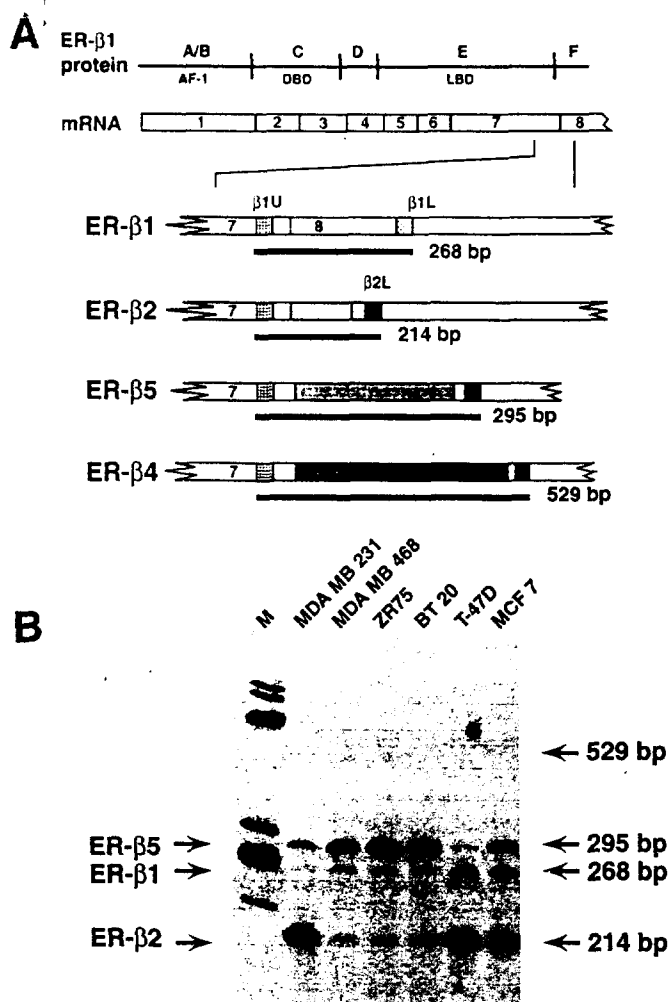 A
ER-β1 protein
A/B C D E F
AF-1 DBD LBD
mRNA 1 2 3 4 5 6 7 8
β1U β1L
ER-β1 7 8
268 bp
β2L
ER-β2 7
214 bp
ER-β5 7
295 bp
ER-β4 7
529 bp
B
M MDA MB 231 MDA MB 468 ZR75 BT 20 T-47D MCF 7
529 bp
ER-β5 295 bp
ER-β1 268 bp
ER-β2 214 bp